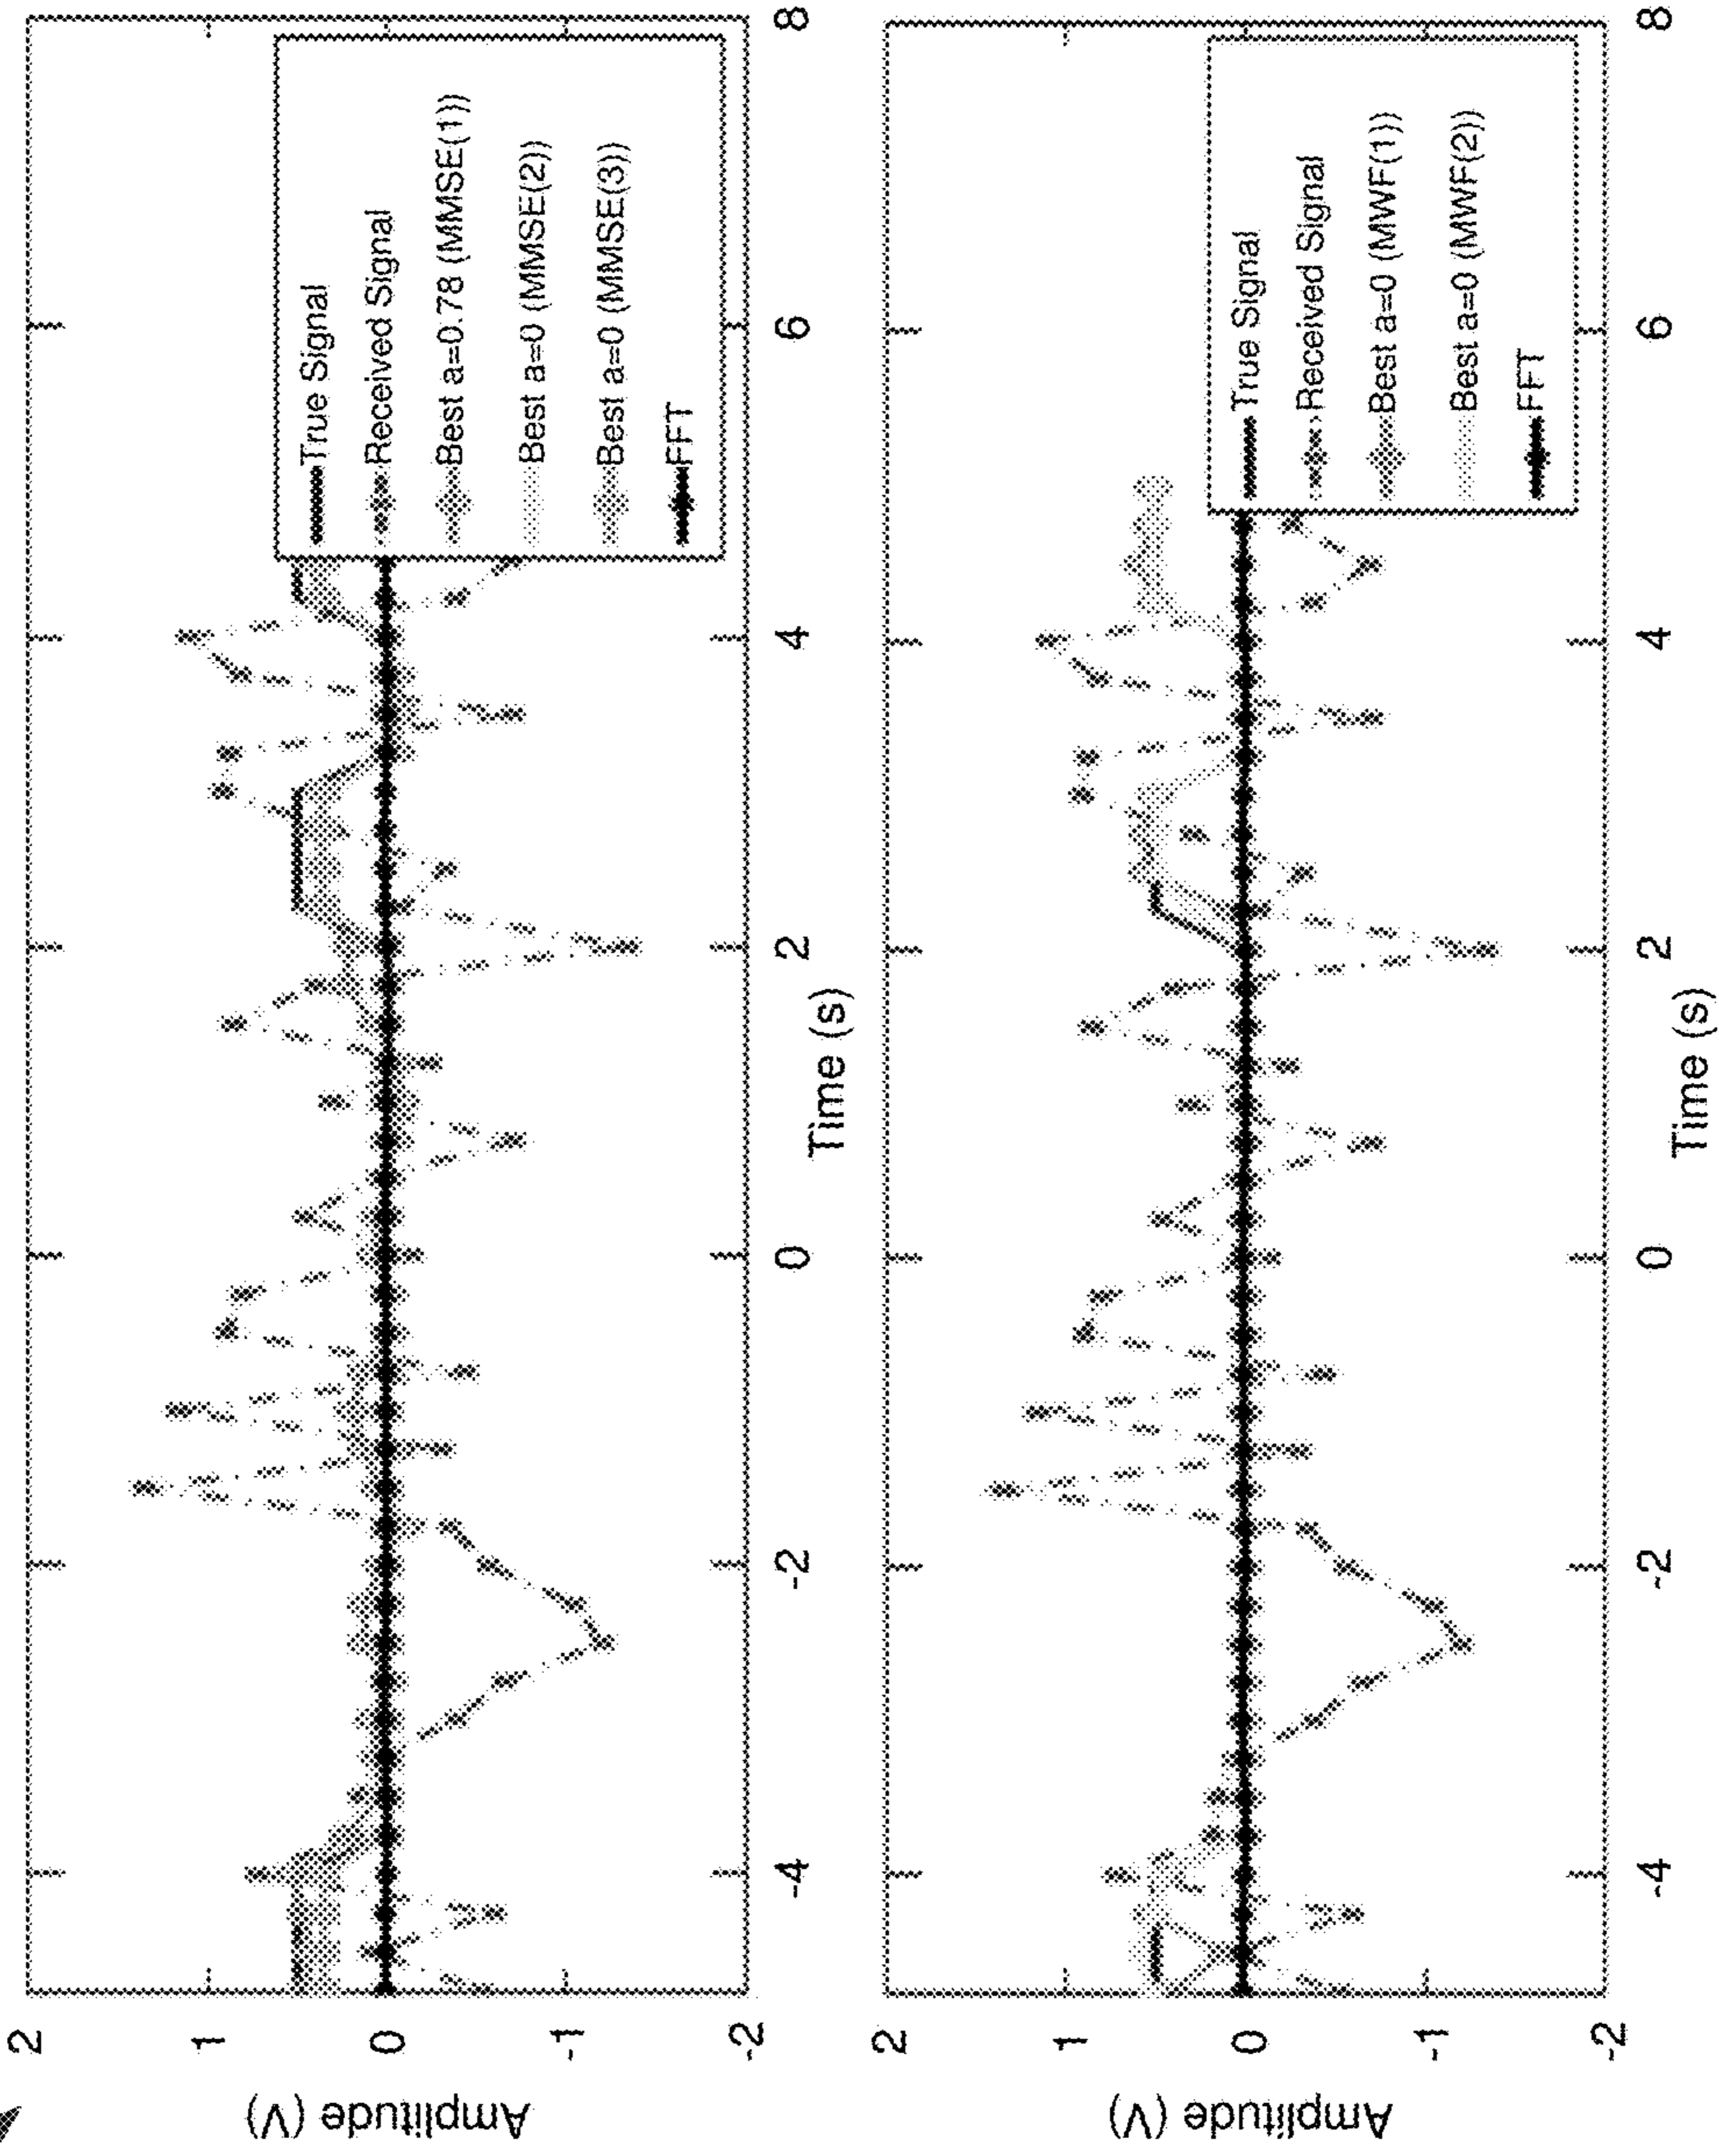 2
1
0
-1
-2
Amplitude (V)
-4
-2
0
2
4
6
8
Time (s)
True Signal
Received Signal
Best a=0.78 (MMSE(1))
Best a=0 (MMSE(2))
Best a=0 (MMSE(3))
FFT
2
1
0
-1
-2
Amplitude (V)
-4
-2
0
2
4
6
8
Time (s)
True Signal
Received Signal
Best a=0 (MWF(1))
Best a=0 (MWF(2))
FFT